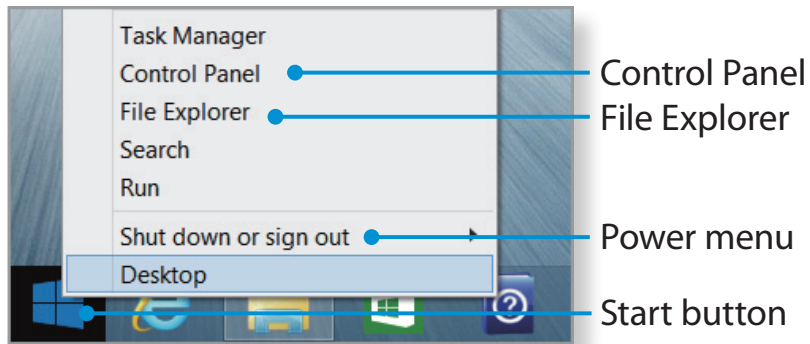 Task Manager
Control Panel
File Explorer
Search
Run
Shut down or sign out
Desktop
?
Control Panel
File Explorer
Power menu
Start button